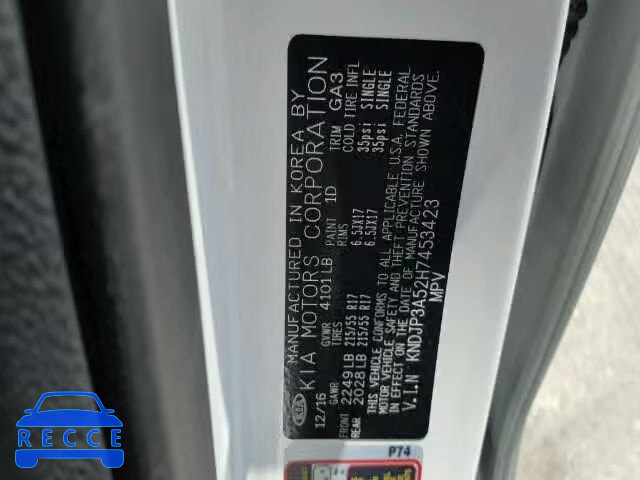 MANUFACTURED IN KOREA BY
KIA MOTORS CORPORATION
12/16 GVWR 4101LB PAINT 1D TRIM GA3
GAWR TIRES RIMS COLD TIRE INFL
FRONT 2249LB 215/55 R17 6.5JX17 35psi SINGLE
REAR 2028LB 215/55 R17 6.5JX17 35psi SINGLE
THIS VEHICLE CONFORMS TO ALL APPLICABLE U.S.A. FEDERAL
MOTOR VEHICLE SAFETY AND THEFT PREVENTION STANDARDS
IN EFFECT ON THE DATE OF MANUFACTURE SHOWN ABOVE.
V.I.N KNDJP3A52H7453423
MPV
KIA
P74
RECCE